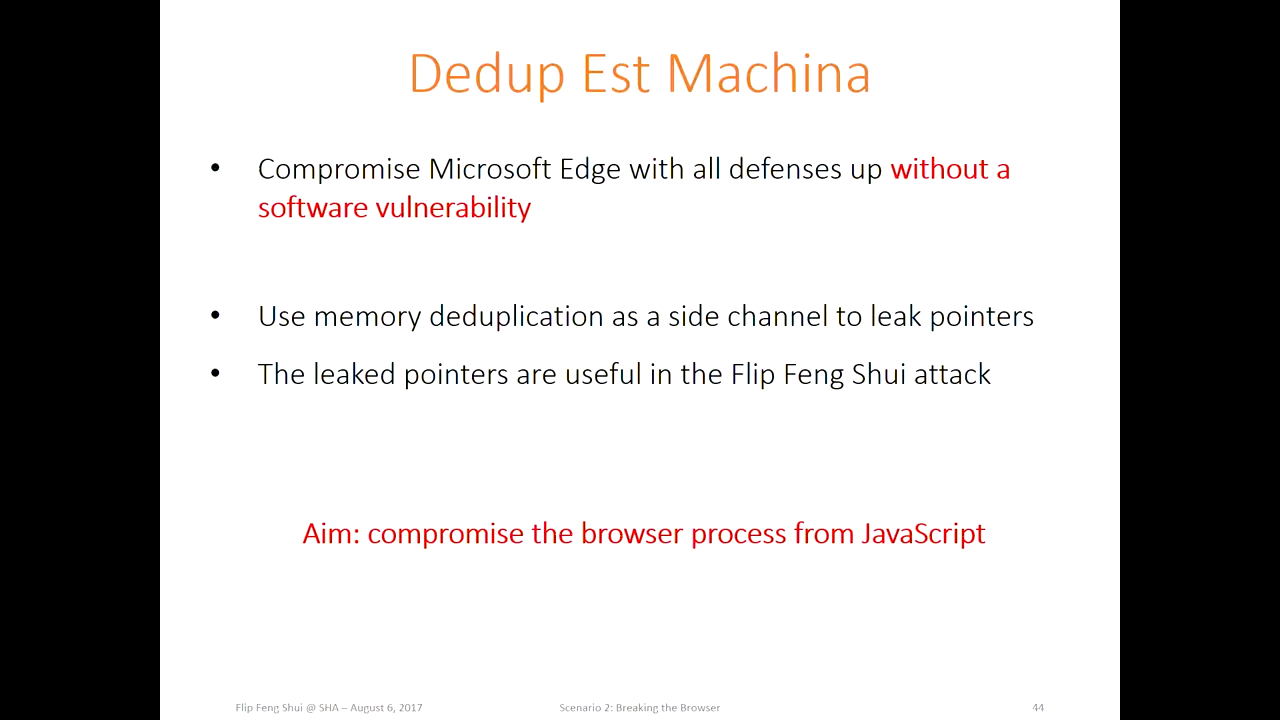 Dedup Est Machina
• Compromise Microsoft Edge with all defenses up without a
software vulnerability
• Use memory deduplication as a side channel to leak pointers
• The leaked pointers are useful in the Flip Feng Shui attack
Aim: compromise the browser process from JavaScript
Flip Feng Shui @ SHA – August 6, 2017
Scenario 2: Breaking the Browser
44